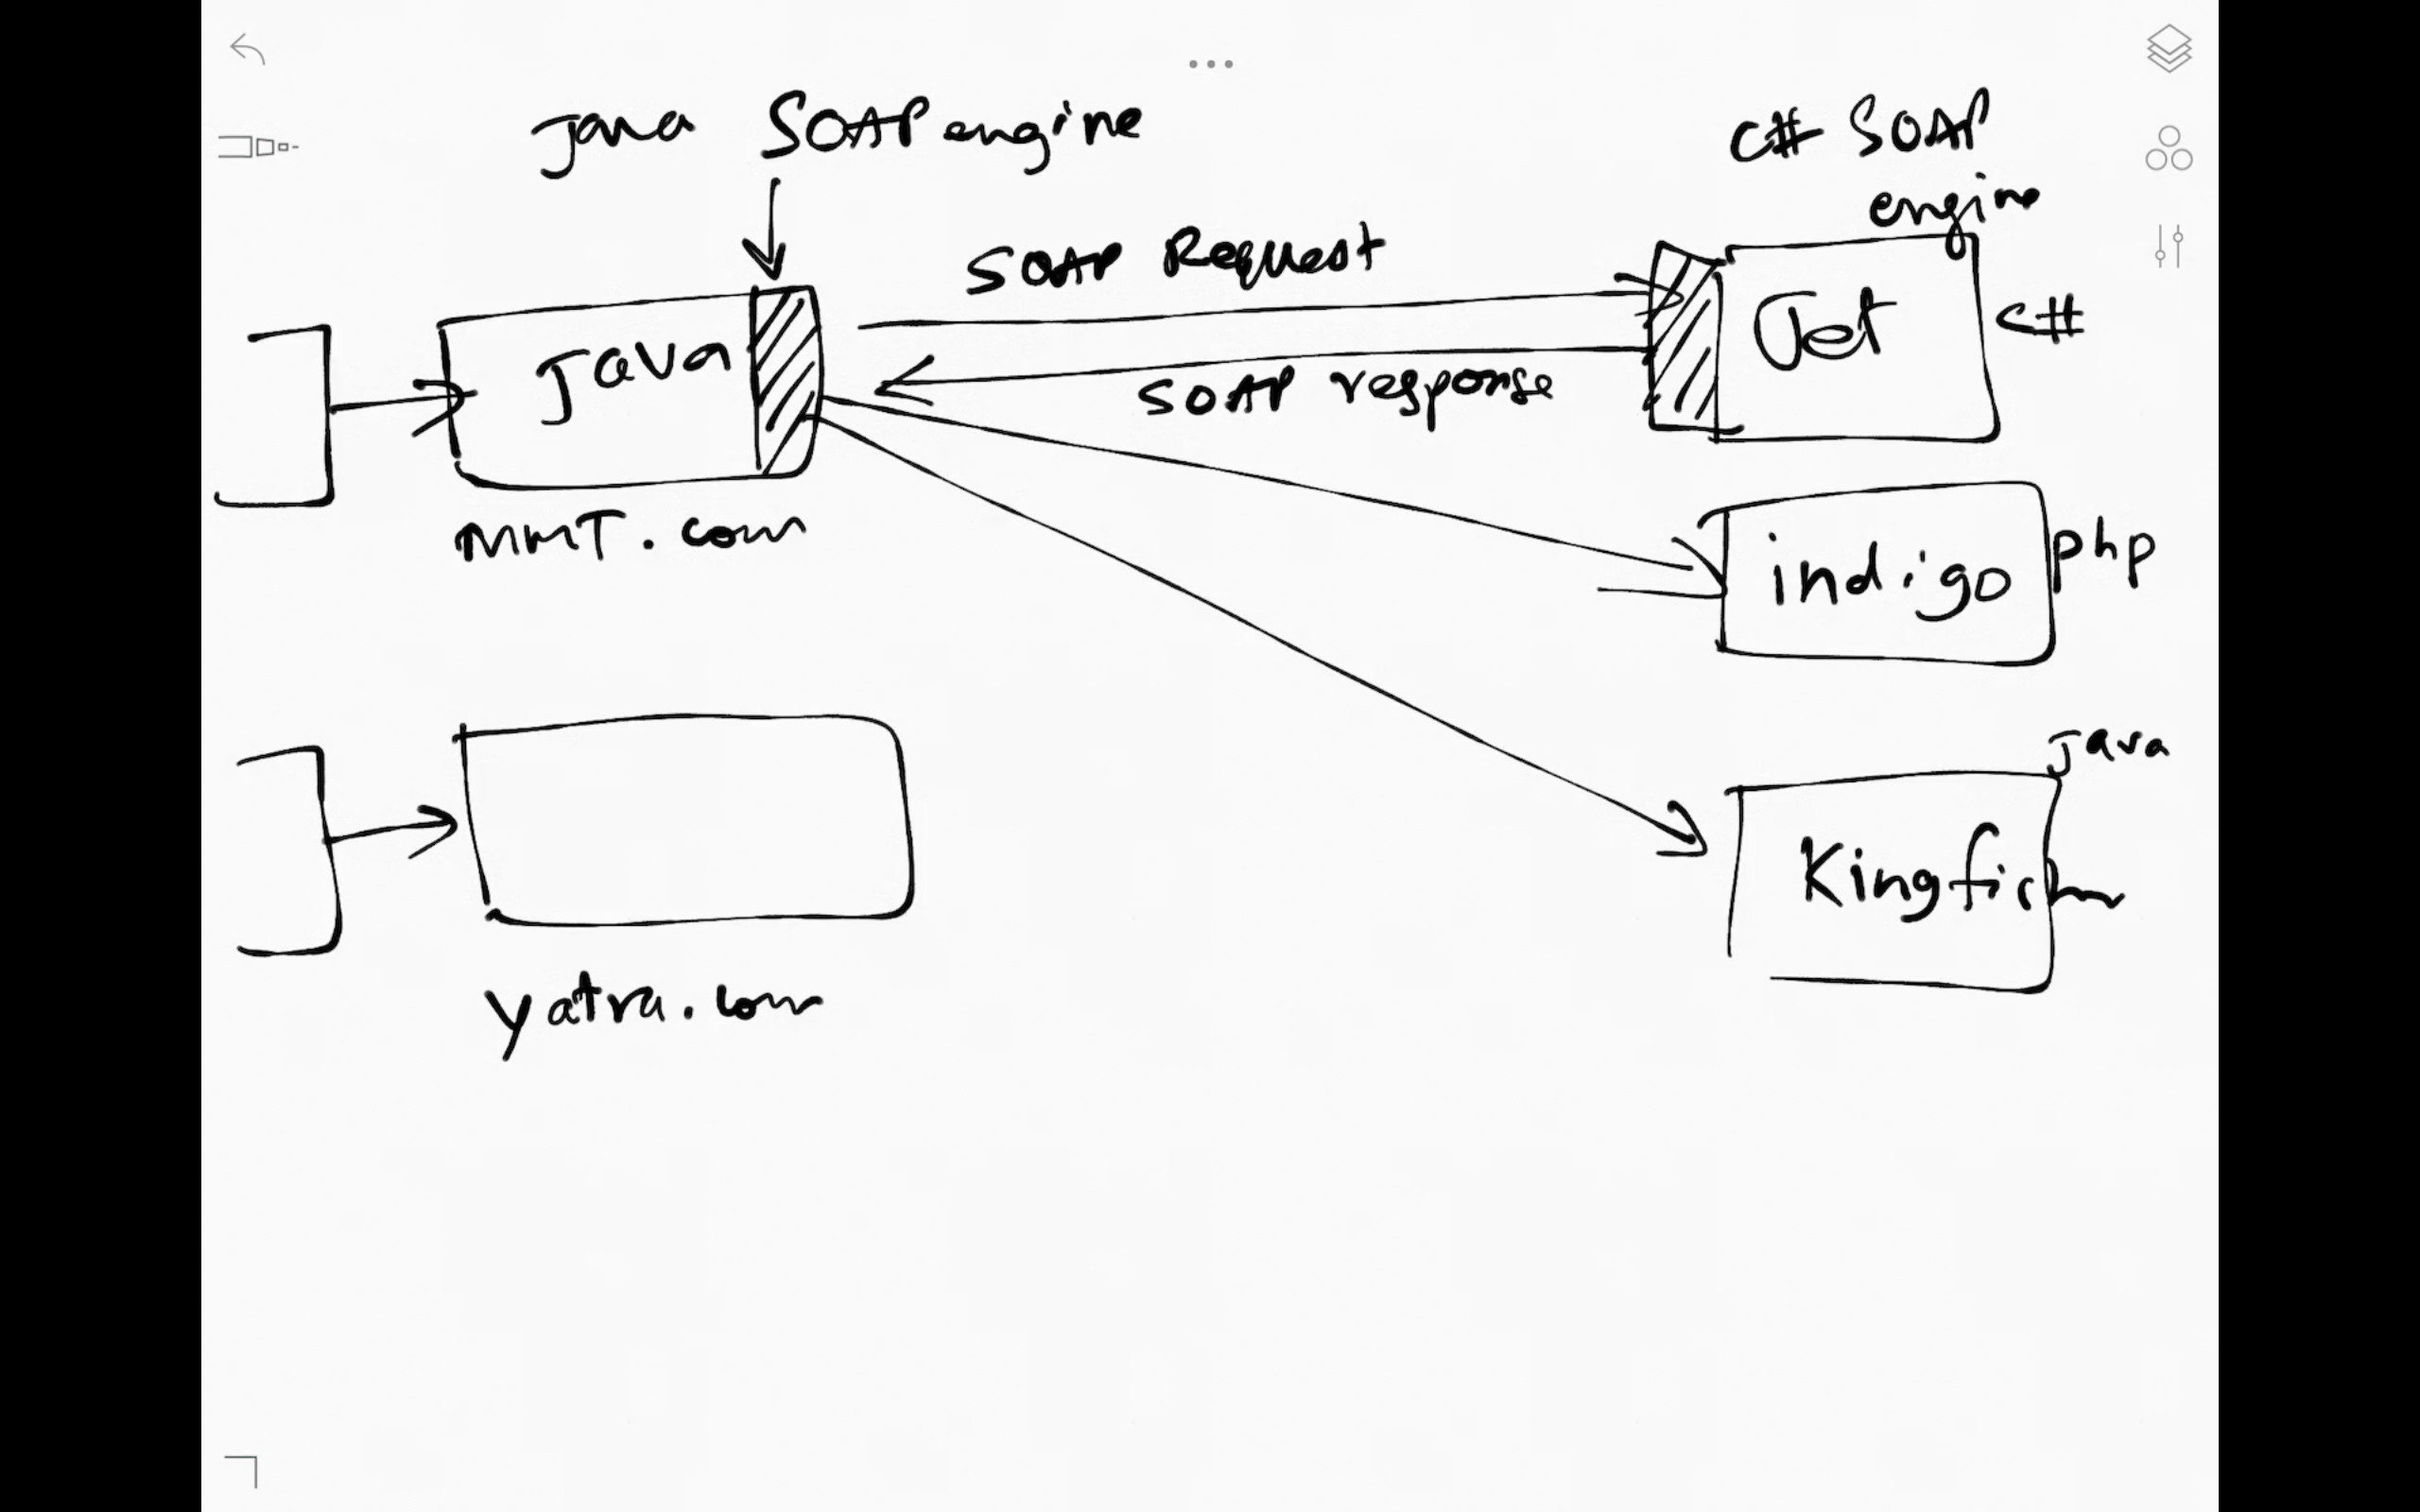 java SOAP engine
C# SOAP
engine
SOAP Request
java
Jet
C#
SOAP response
MMT.com
indigo
php
java
Kingfisher
yatra.com